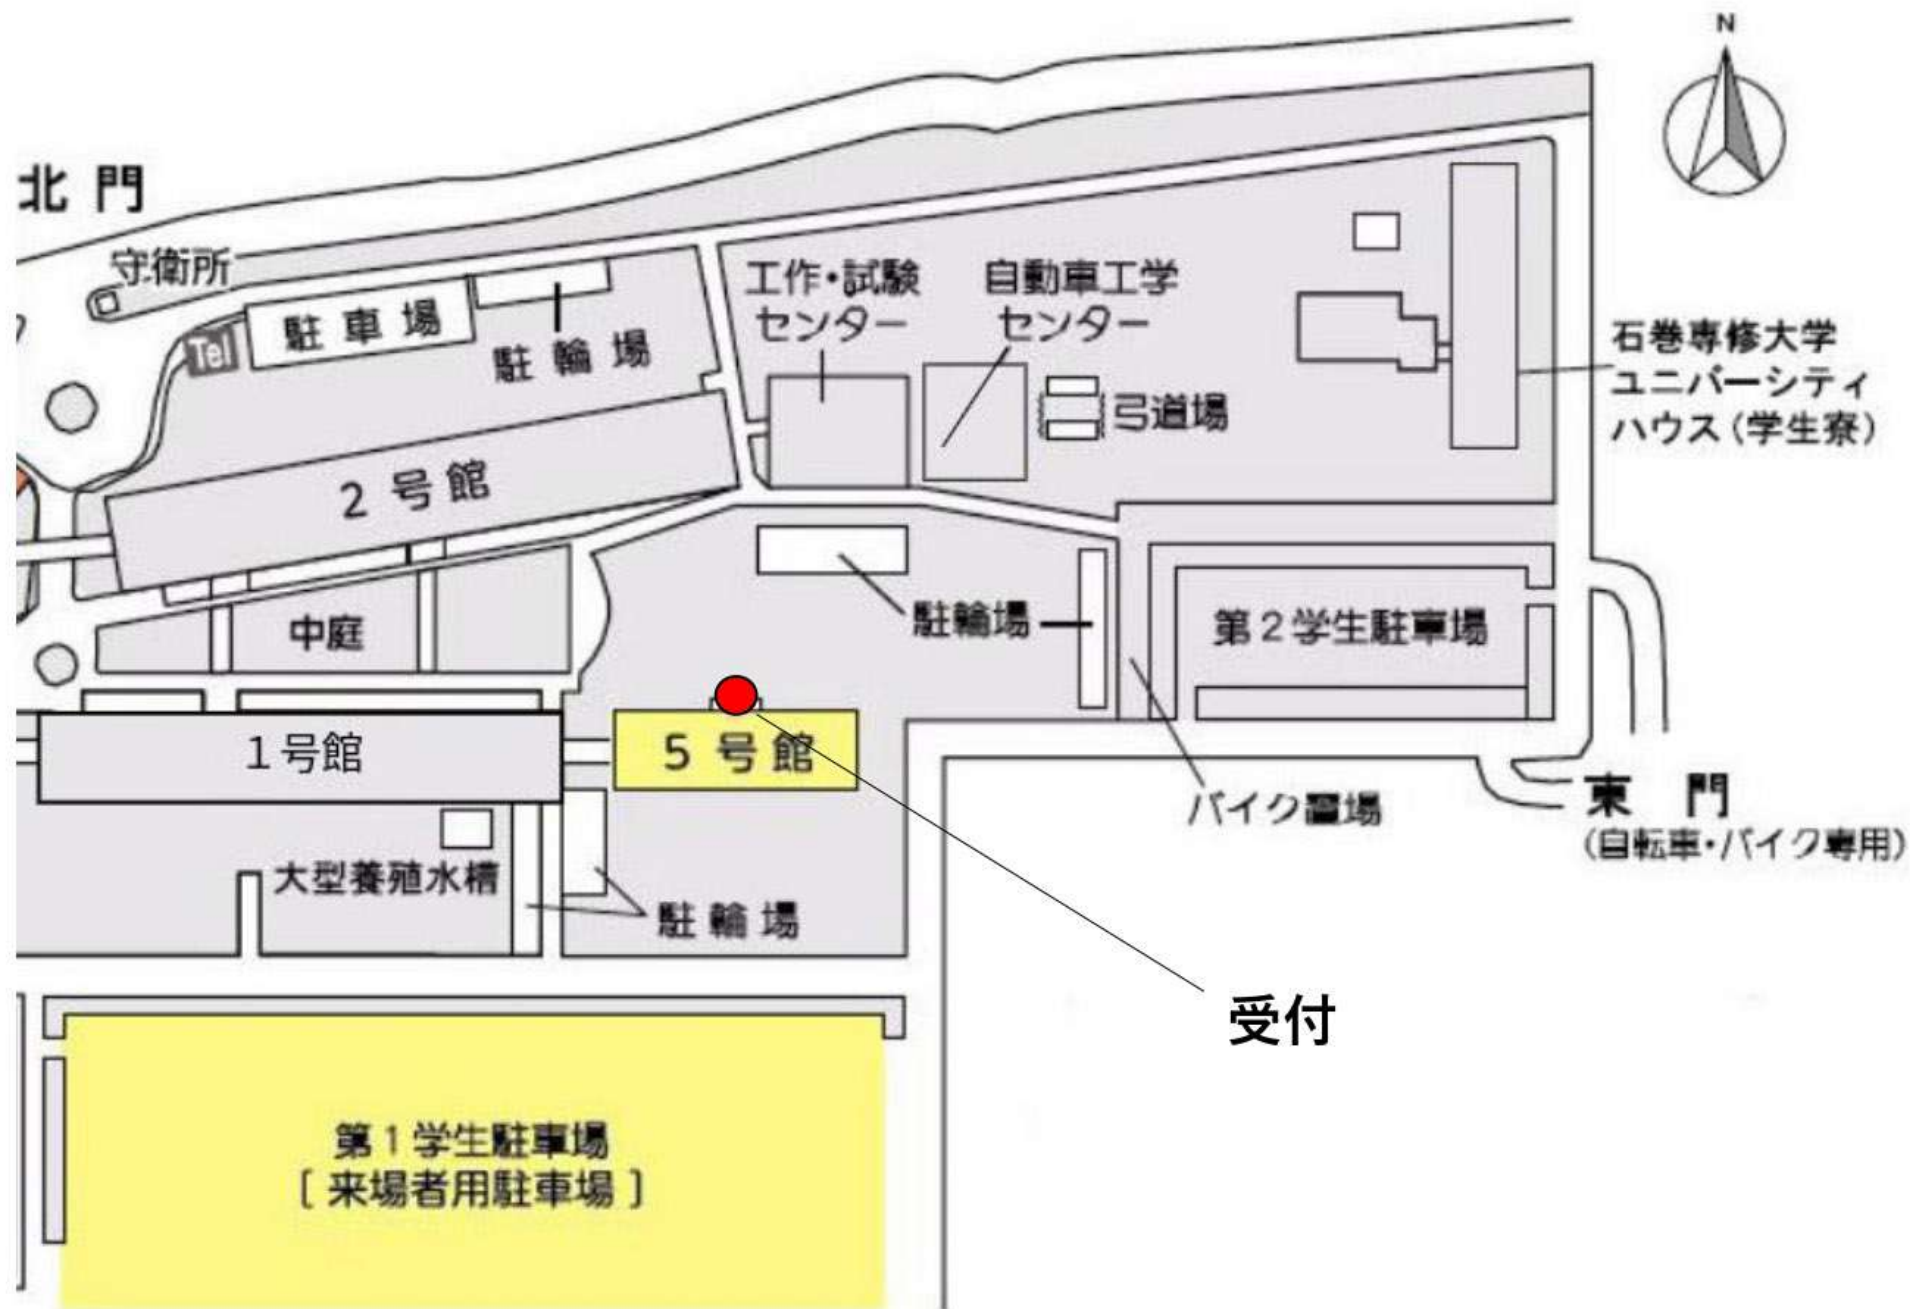 N
北門
守衛所
駐車場
駐輪場
Tel
工作・試験
センター
自動車工学
センター
弓道場
石巻専修大学
ユニバーシティ
ハウス(学生寮)
2号館
中庭
駐輪場
第2学生駐車場
1号館
5号館
バイク置場
東門
(自転車・バイク専用)
大型養殖水槽
駐輪場
受付
第1学生駐車場
[来場者用駐車場]